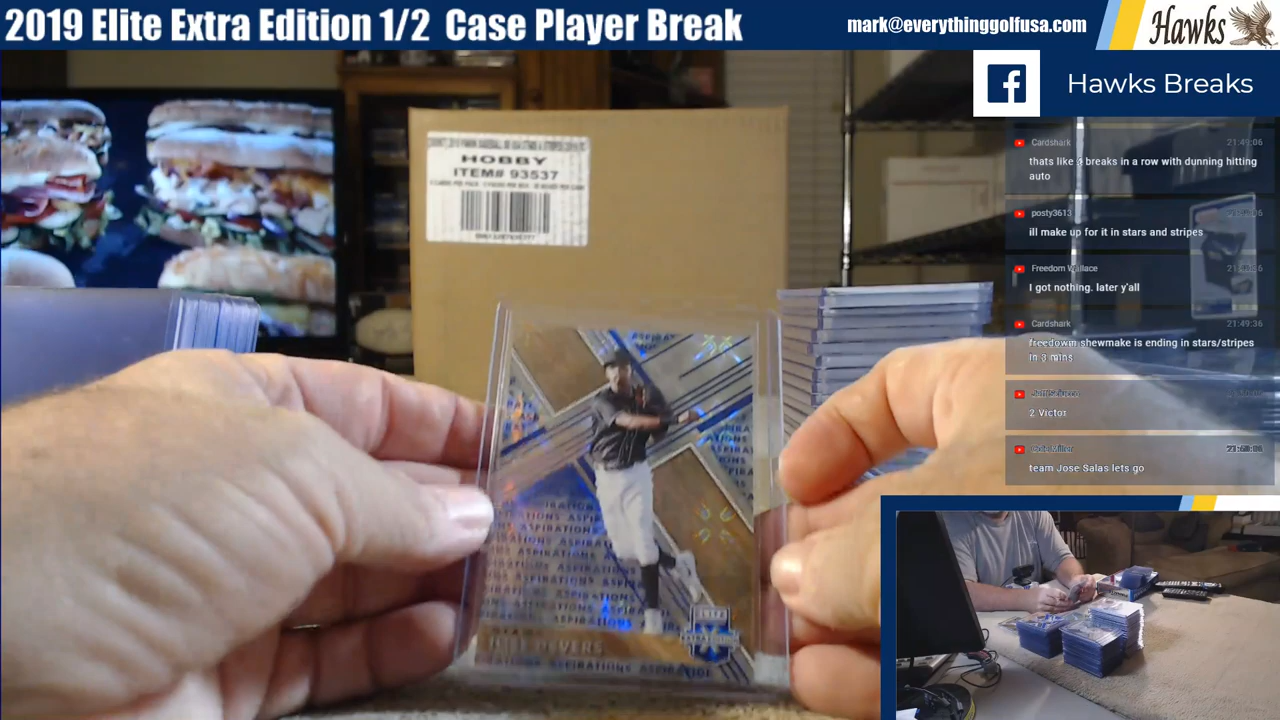 2019 Elite Extra Edition 1/2 Case Player Break
mark@everythinggolfusa.com
Hawks
Hawks Breaks
HOBBY
ITEM# 93537
Cardshark 21:49:06
thats like breaks in a row with dunning hitting
auto
posty3613
ill make up for it in stars and stripes
Freedom Wallace
I got nothing. later y'all
Cardshark 21:49:36
freedowm shewmake is ending in stars/stripes
in 3 mins
2 Victor
team Jose Salas lets go
ASPIRATIONS
ELITE